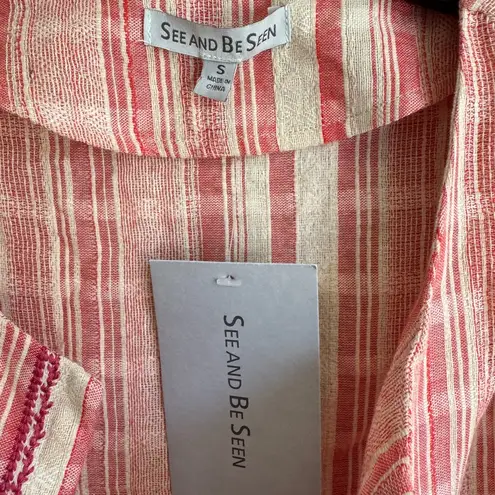 SEE AND BE SEEN
S
MADE IN
CHINA
SEE AND BE SEEN